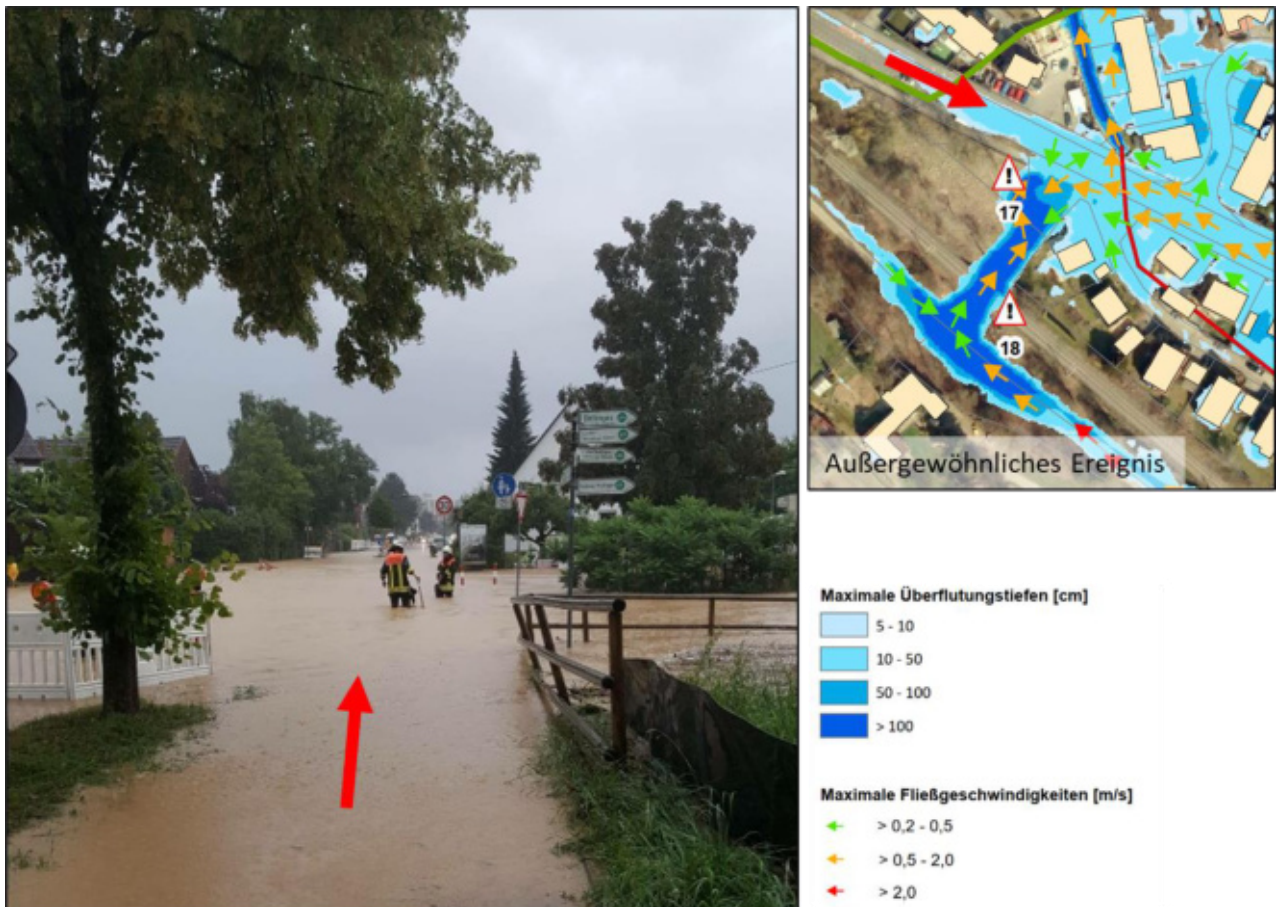 30
!
17
!
18
Außergewöhnliches Ereignis
Maximale Überflutungstiefen [cm]
5 - 10
10 - 50
50 - 100
> 100
Maximale Fließgeschwindigkeiten [m/s]
> 0,2 - 0,5
> 0,5 - 2,0
> 2,0